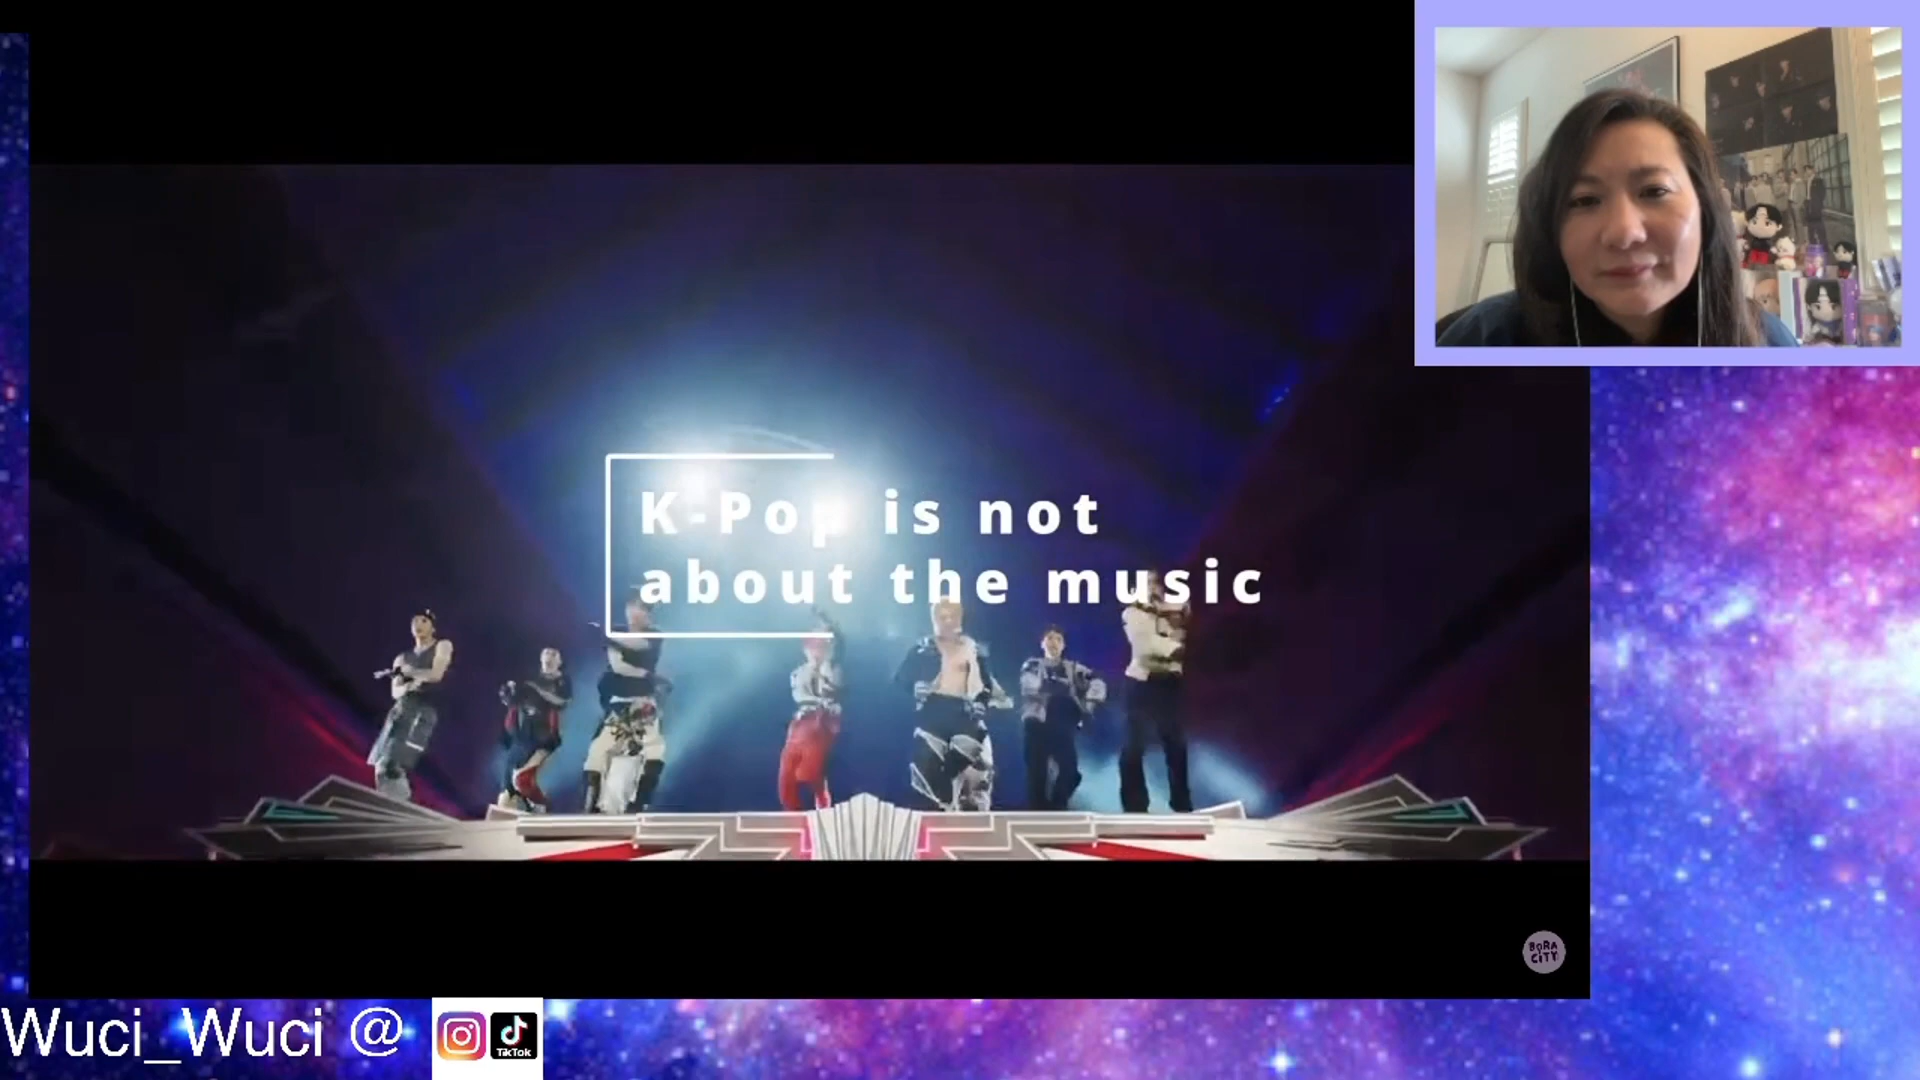 K-Pop is not
about the music
BORA
CITY
Wuci_Wuci @
TikTok